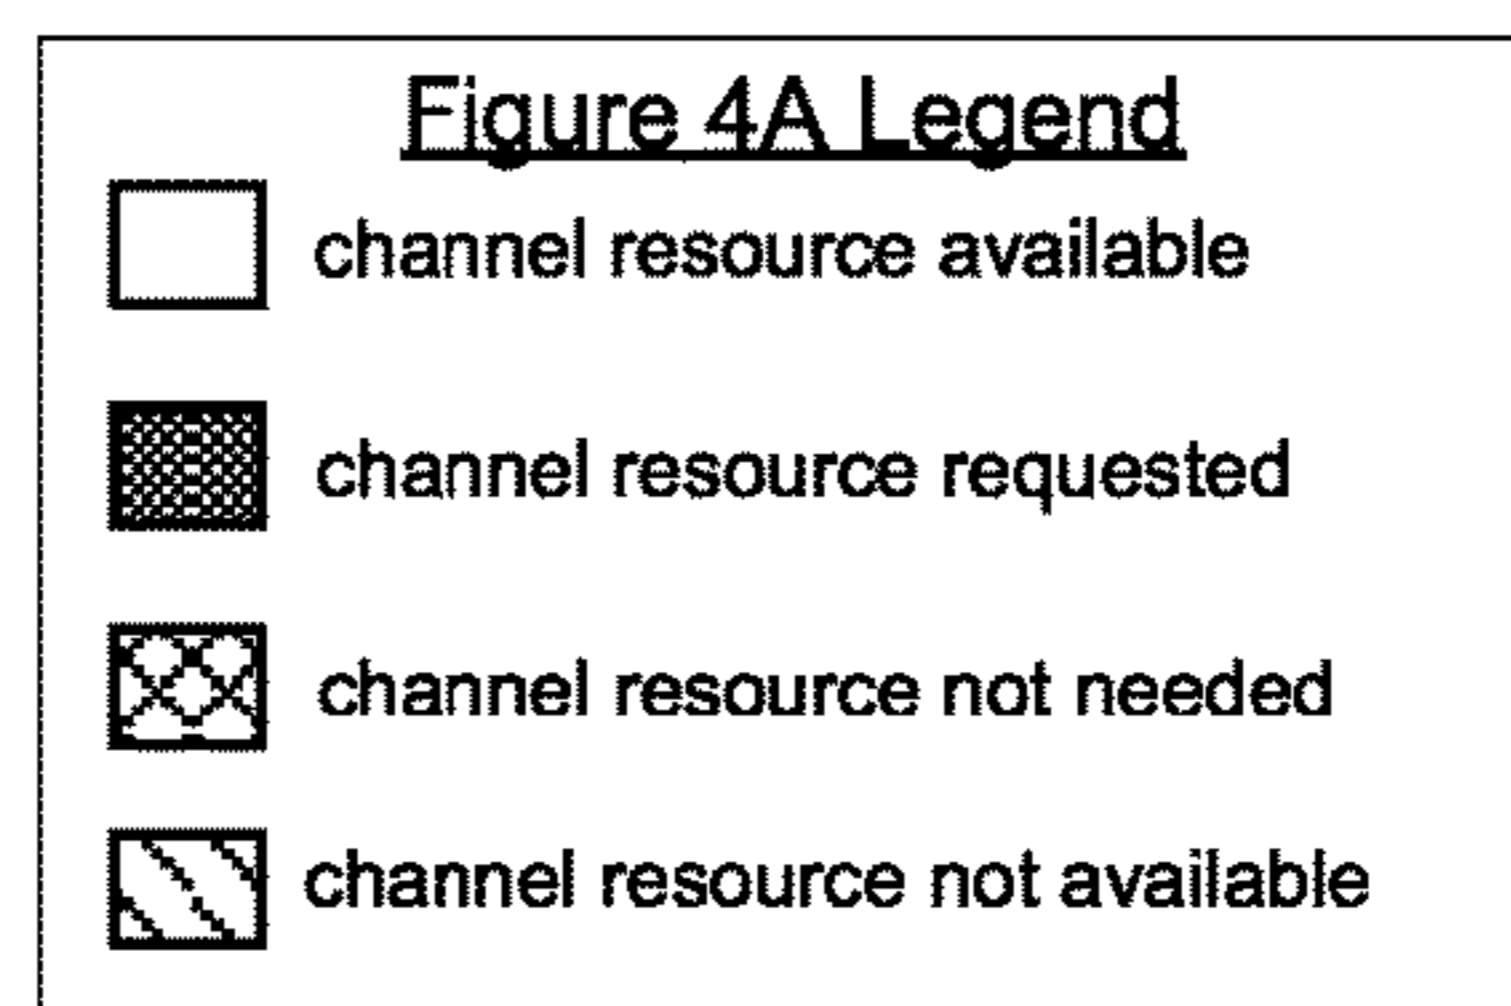 Figure 4A Legend
channel resource available
channel resource requested
channel resource not needed
channel resource not available